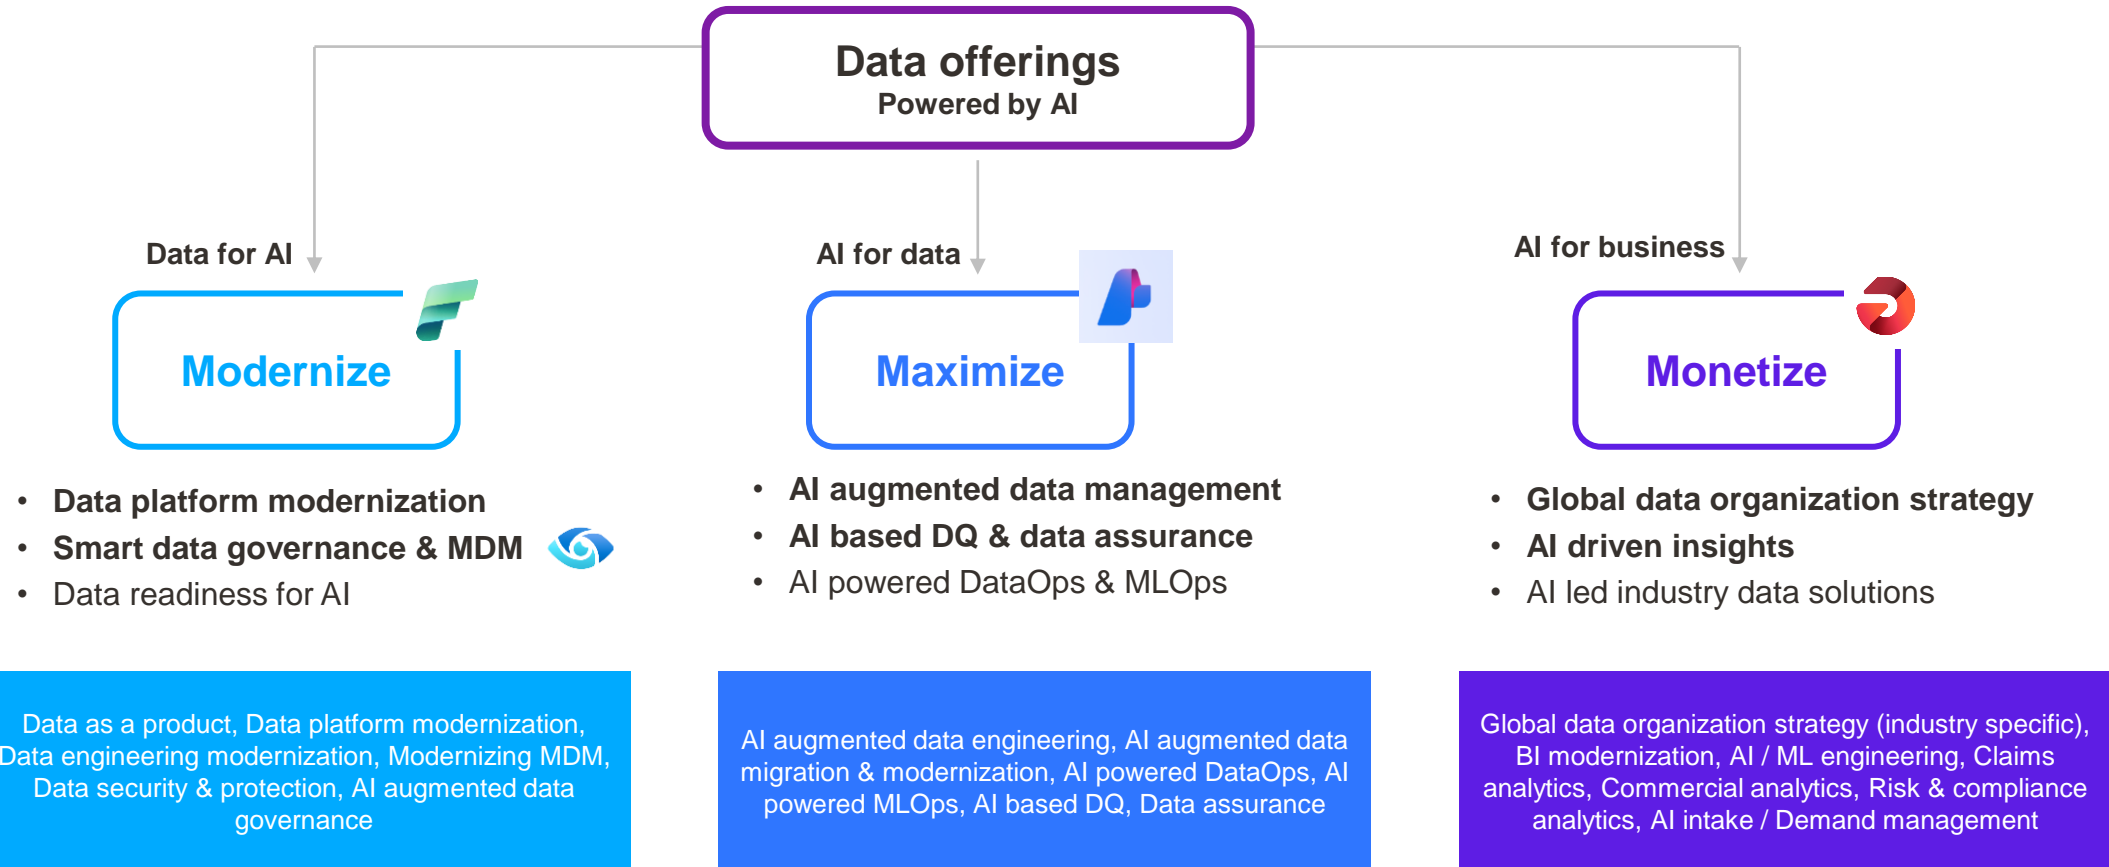 Data offerings
Powered by AI
Data for AI
Modernize
• Data platform modernization
• Smart data governance & MDM
• Data readiness for AI
Data as a product, Data platform modernization,
Data engineering modernization, Modernizing MDM,
Data security & protection, AI augmented data
governance
AI for data
Maximize
• AI augmented data management
• AI based DQ & data assurance
• AI powered DataOps & MLOps
AI augmented data engineering, AI augmented data
migration & modernization, AI powered DataOps, AI
powered MLOps, AI based DQ, Data assurance
AI for business
Monetize
• Global data organization strategy
• AI driven insights
• AI led industry data solutions
Global data organization strategy (industry specific),
BI modernization, AI / ML engineering, Claims
analytics, Commercial analytics, Risk & compliance
analytics, AI intake / Demand management